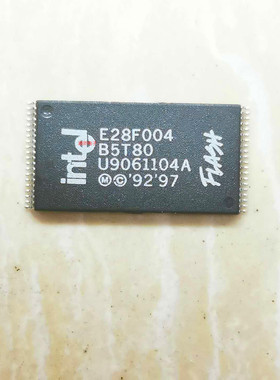 intel
E28F004
B5T80
U9061104A
Ⓜ©'92'97
FLASH